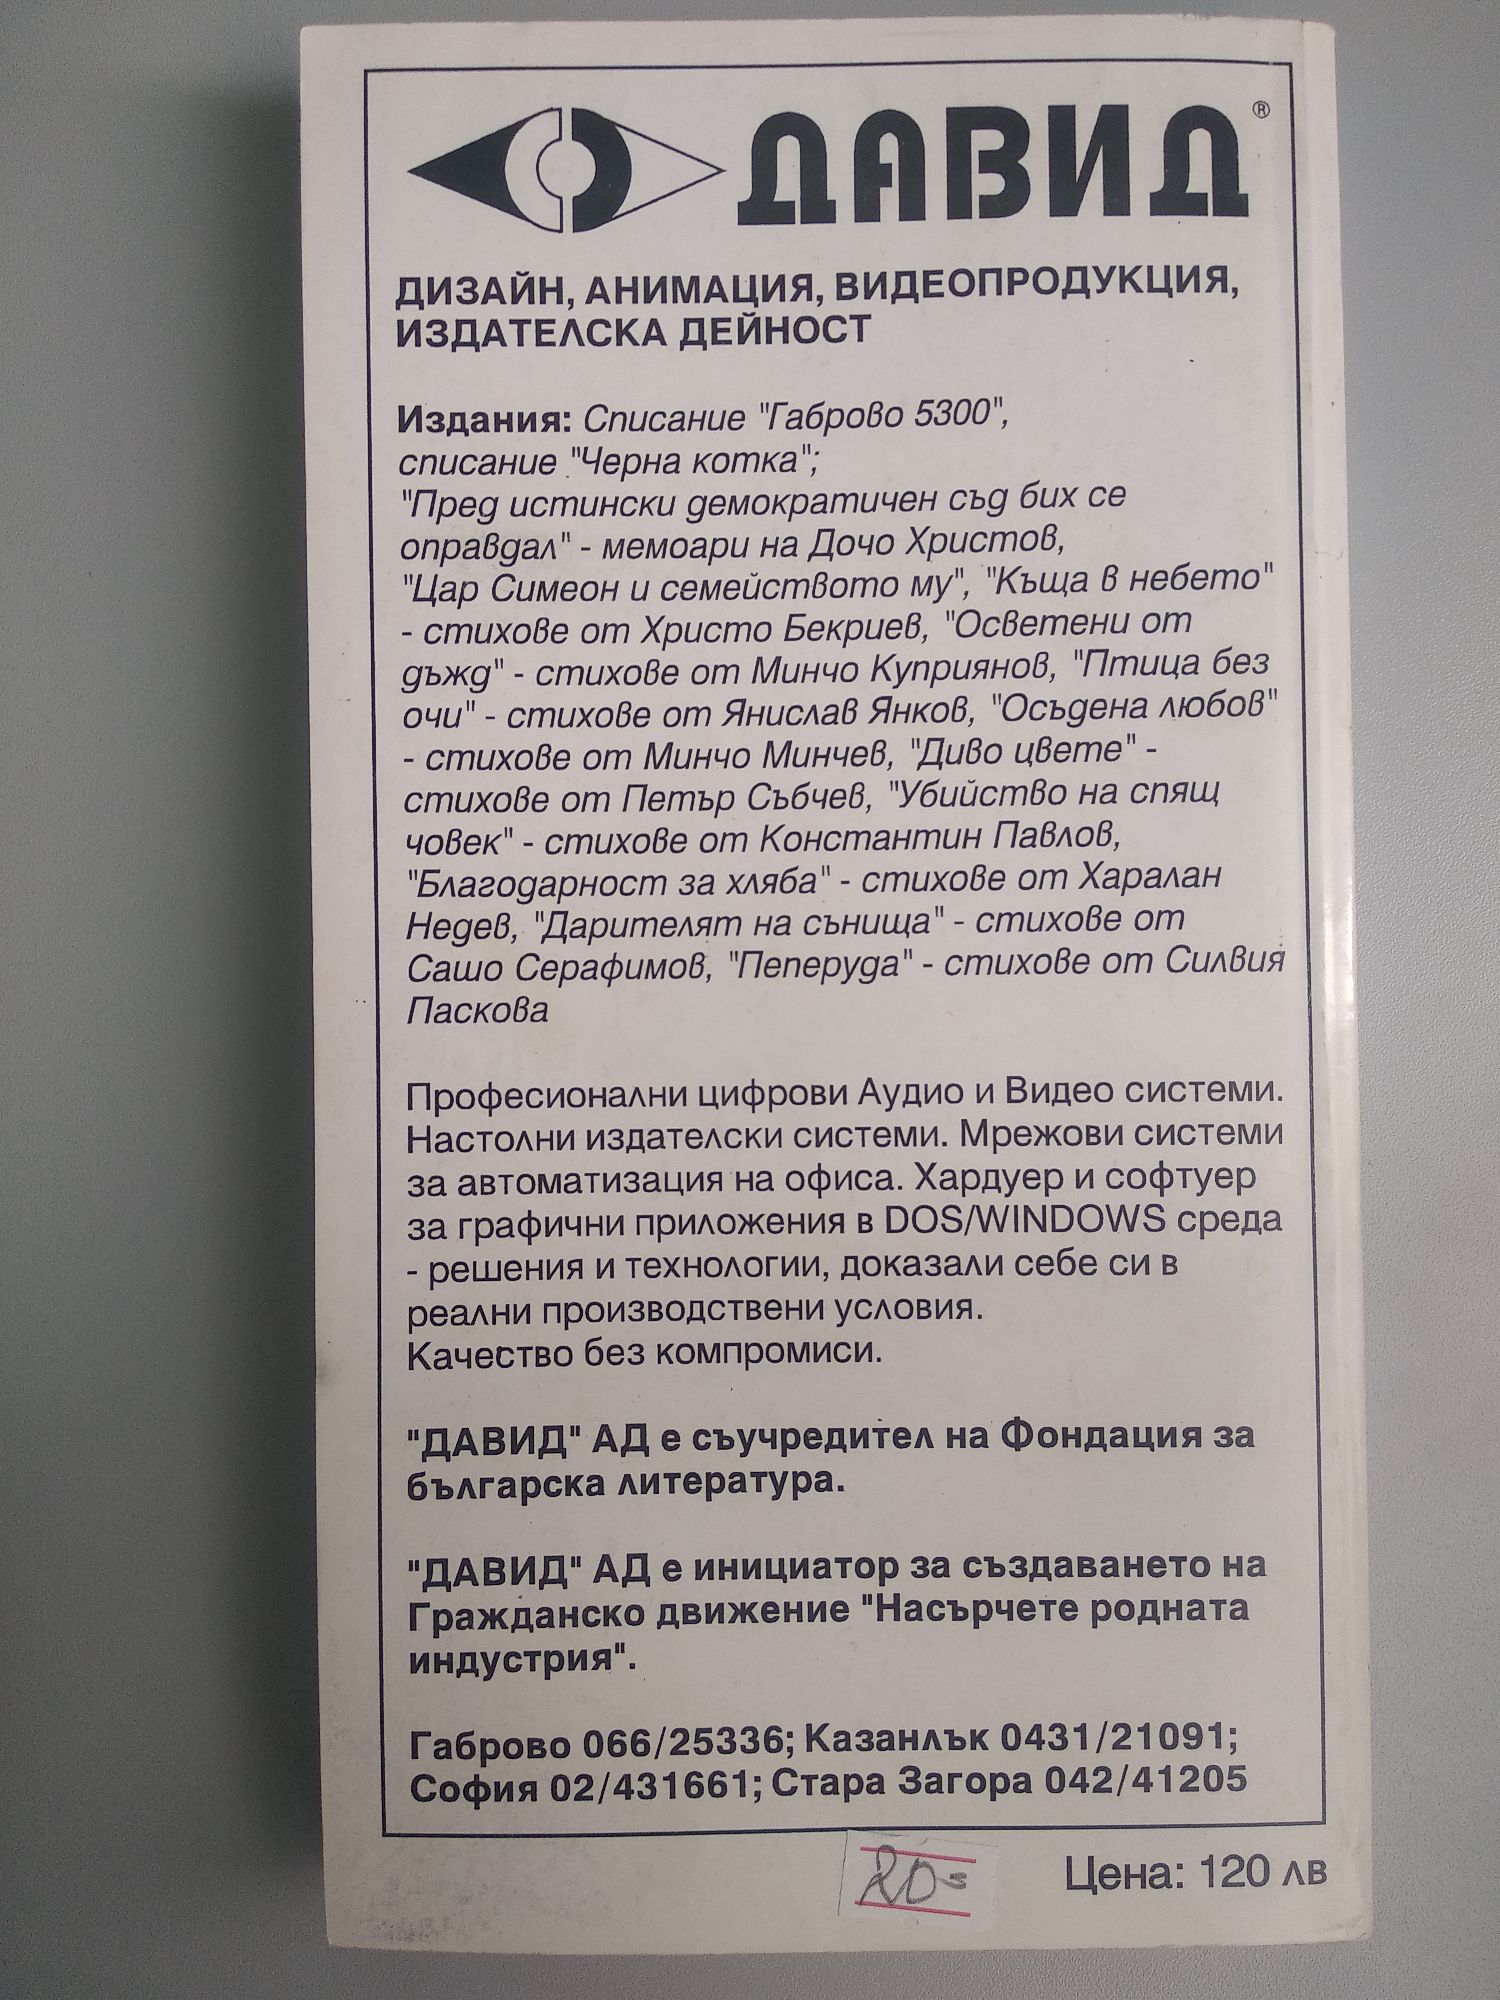 ДАВИД®
ДИЗАЙН, АНИМАЦИЯ, ВИДЕОПРОДУКЦИЯ,
ИЗДАТЕЛСКА ДЕЙНОСТ
Издания: Списание "Габрово 5300",
списание "Черна котка";
"Пред истински демократичен съд бих се
оправдал" - мемоари на Дочо Христов,
"Цар Симеон и семейството му", "Къща в небето"
- стихове от Христо Бекриев, "Осветени от
дъжд" - стихове от Минчо Куприянов, "Птица без
очи" - стихове от Янислав Янков, "Осъдена любов"
- стихове от Минчо Минчев, "Диво цвете" -
стихове от Петър Събчев, "Убийство на спящ
човек" - стихове от Константин Павлов,
"Благодарност за хляба" - стихове от Харалан
Недев, "Дарителят на сънища" - стихове от
Сашо Серафимов, "Пеперуда" - стихове от Силвия
Паскова
Професионални цифрови Аудио и Видео системи.
Настолни издателски системи. Мрежови системи
за автоматизация на офиса. Хардуер и софтуер
за графични приложения в DOS/WINDOWS среда
- решения и технологии, доказали себе си в
реални производствени условия.
Качество без компромиси.
"ДАВИД" АД е съучредител на Фондация за
българска литература.
"ДАВИД" АД е инициатор за създаването на
Гражданско движение "Насърчете родната
индустрия".
Габрово 066/25336; Казанлък 0431/21091;
София 02/431661; Стара Загора 042/41205
20=
Цена: 120 лв